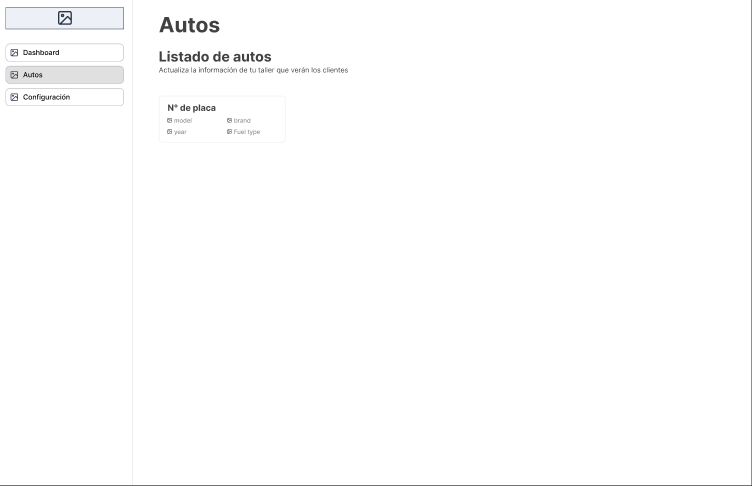 Dashboard
Autos
Configuración
Autos
Listado de autos
Actualiza la información de tu taller que verán los clientes
N° de placa
model
brand
year
Fuel type